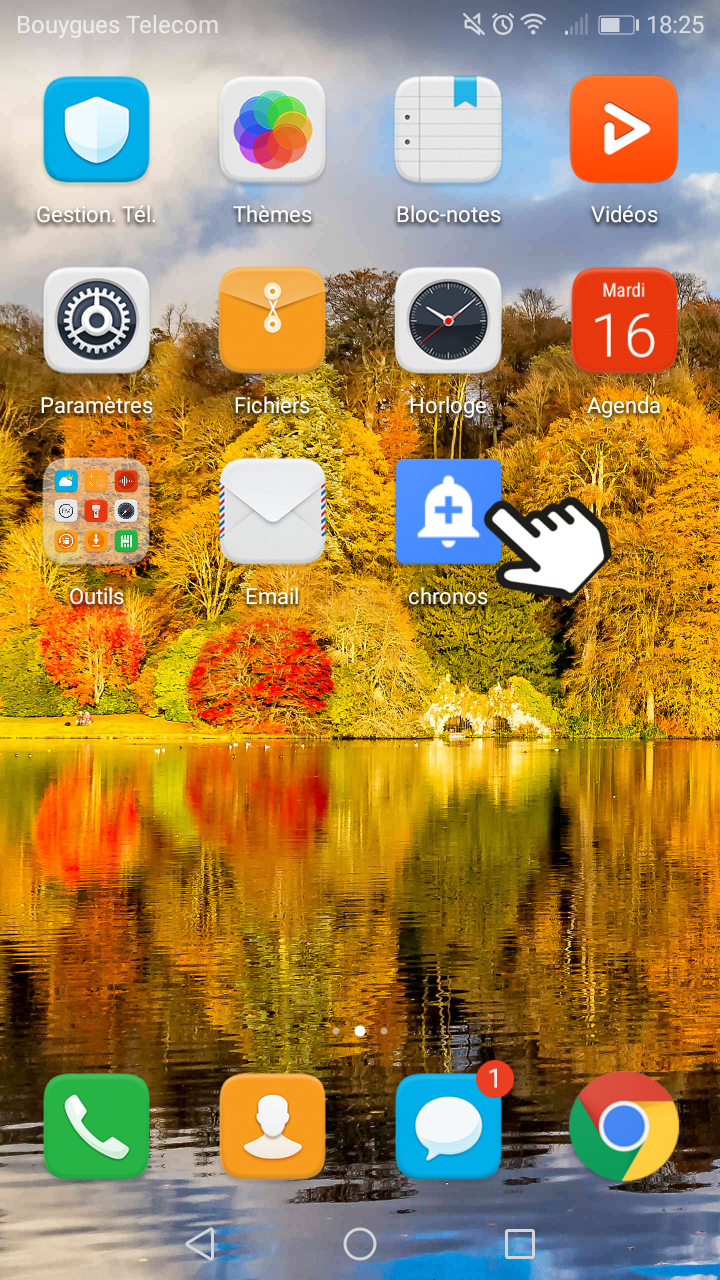 Bouygues Telecom 18:25
Gestion. Tél. Thèmes Bloc-notes Vidéos
Mardi
16
Paramètres Fichiers Horloge Agenda
Outils Email chronos
1